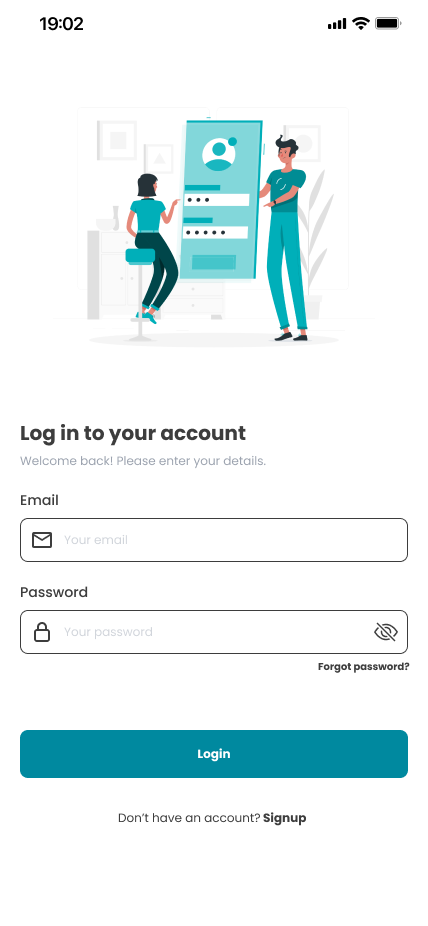 19:02
Log in to your account
Welcome back! Please enter your details.
Email
Your email
Password
Your password
Forgot password?
Login
Don't have an account? Signup